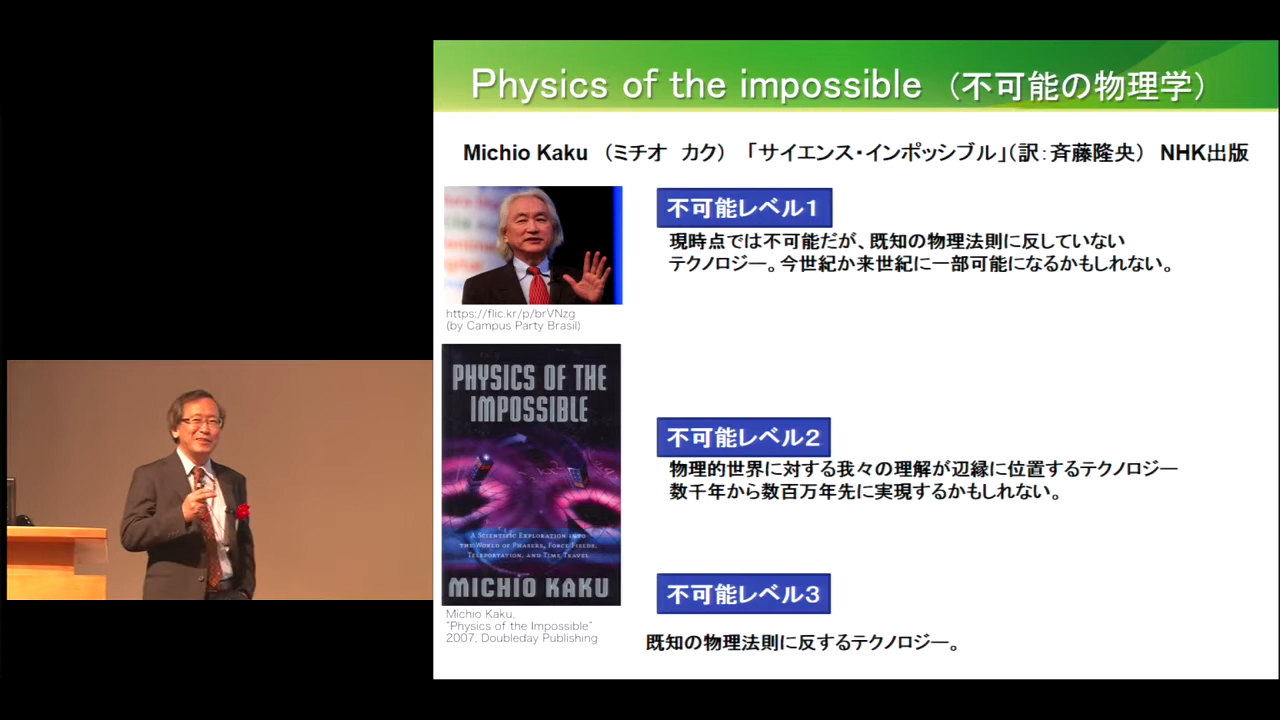 Physics of the impossible （不可能の物理学）
Michio Kaku （ミチオ　カク） 「サイエンス・インポッシブル」（訳：斉藤隆央） NHK出版
不可能レベル１
現時点では不可能だが、既知の物理法則に反していない
テクノロジー。今世紀か来世紀に一部可能になるかもしれない。
https://flic.kr/p/brVNzg
(by Campus Party Brasil)
PHYSICS OF THE
IMPOSSIBLE
A SCIENTIFIC EXPLORATION INTO
THE WORLD OF PHASERS, FORCE FIELDS,
TELEPORTATION, AND TIME TRAVEL
MICHIO KAKU
Michio Kaku,
"Physics of the Impossible"
2007, Doubleday Publishing
不可能レベル２
物理的世界に対する我々の理解が辺縁に位置するテクノロジー
数千年から数百万年先に実現するかもしれない。
不可能レベル３
既知の物理法則に反するテクノロジー。